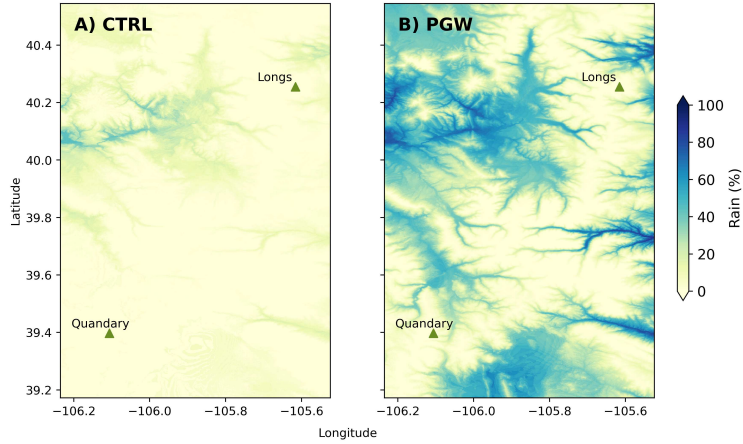 A) CTRL
B) PGW
Longs
Quandary
Longs
Quandary
40.4
40.2
40.0
39.8
39.6
39.4
39.2
Latitude
−106.2
−106.0
−105.8
−105.6
−106.2
−106.0
−105.8
−105.6
Longitude
100
80
60
40
20
0
Rain (%)